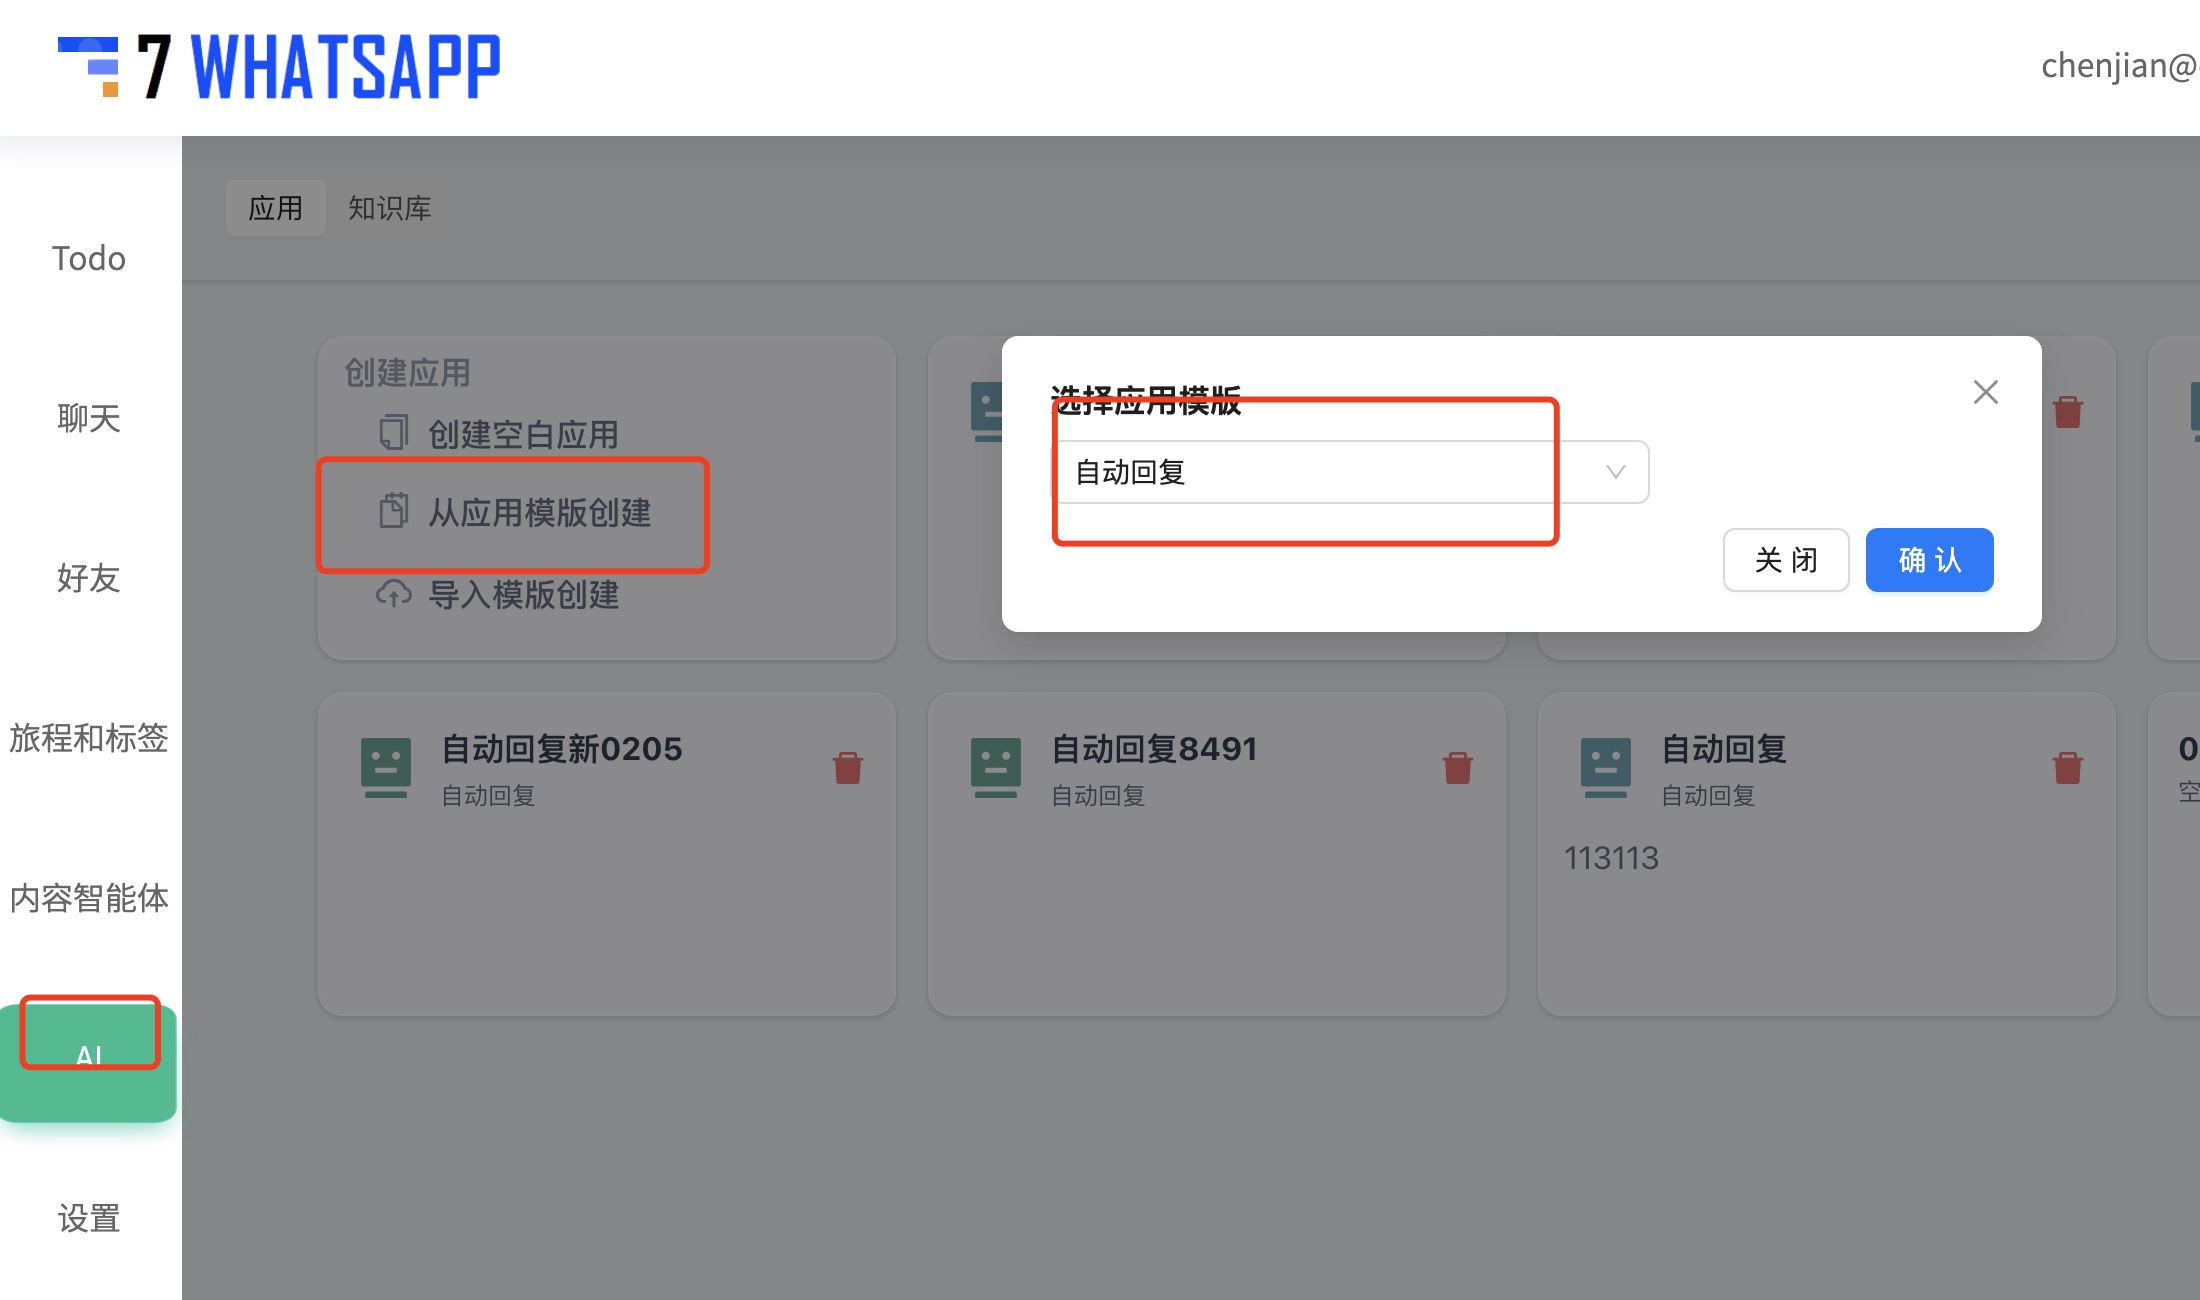 7 WHATSAPP
chenjian@
应用
知识库
Todo
聊天
好友
旅程和标签
内容智能体
AI
设置
创建应用
创建空白应用
从应用模版创建
导入模版创建
选择应用模版
自动回复
关 闭
确 认
自动回复新0205
自动回复
自动回复8491
自动回复
自动回复
自动回复
113113
0
空